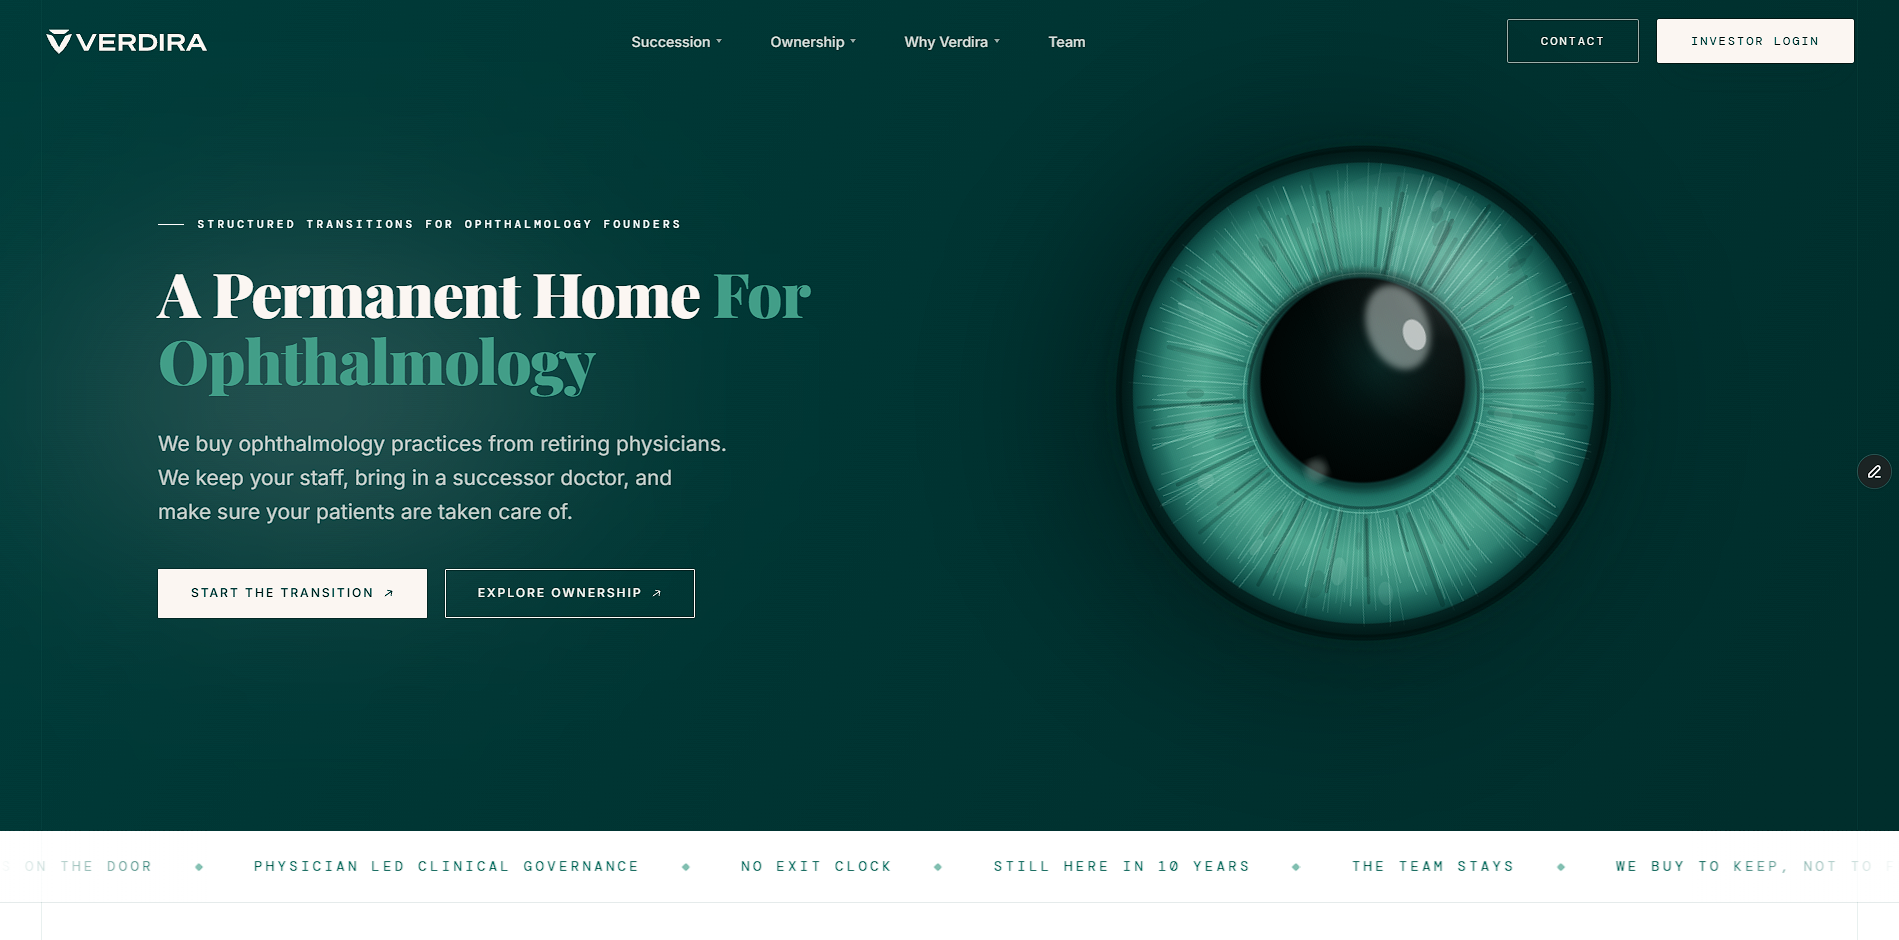 VERDIRA
Succession
Ownership
Why Verdira
Team
CONTACT
INVESTOR LOGIN
STRUCTURED TRANSITIONS FOR OPHTHALMOLOGY FOUNDERS
A Permanent Home For
Ophthalmology
We buy ophthalmology practices from retiring physicians.
We keep your staff, bring in a successor doctor, and
make sure your patients are taken care of.
START THE TRANSITION ↗
EXPLORE OWNERSHIP ↗
ON THE DOOR ◆ PHYSICIAN LED CLINICAL GOVERNANCE ◆ NO EXIT CLOCK ◆ STILL HERE IN 10 YEARS ◆ THE TEAM STAYS ◆ WE BUY TO KEEP, NOT TO